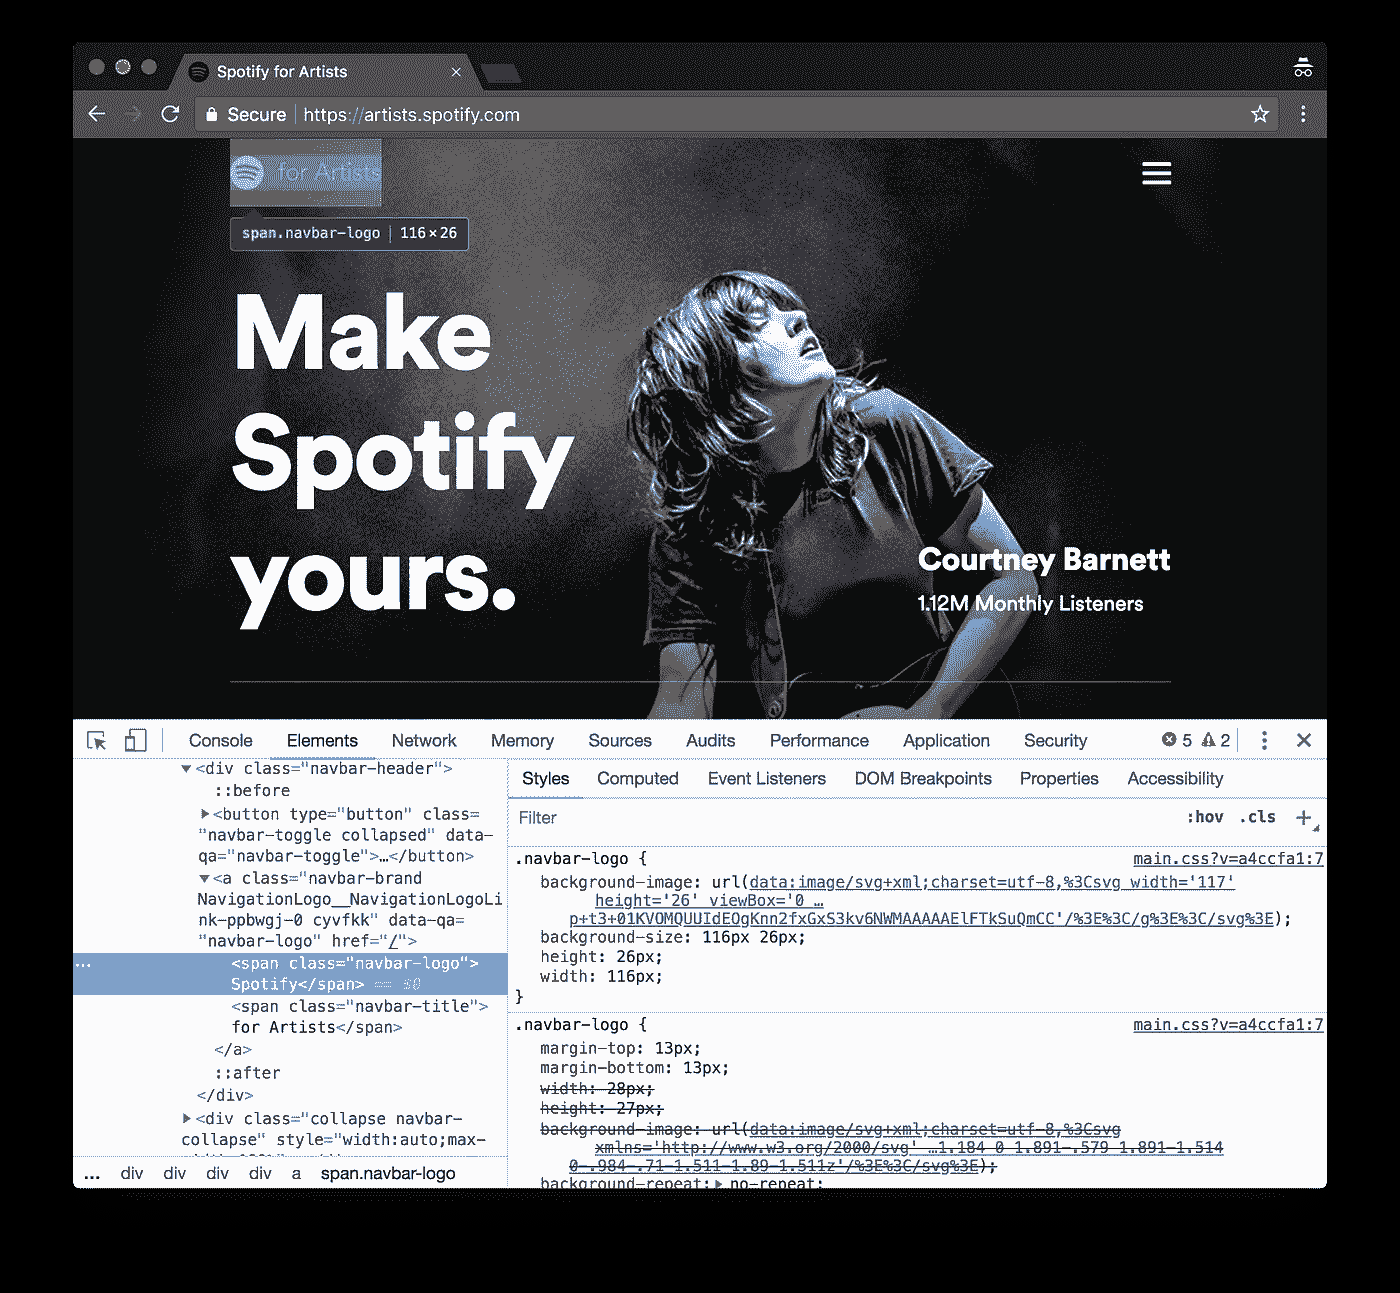 Spotify for Artists
Secure https://artists.spotify.com
for Artists
span.navbar-logo 116×26
Make
Spotify
yours.
Courtney Barnett
1.12M Monthly Listeners
Console Elements Network Memory Sources Audits Performance Application Security 5 2
<div class="navbar-header">
::before
<button type="button" class=
"navbar-toggle collapsed" data-
qa="navbar-toggle">…</button>
<a class="navbar-brand
NavigationLogo__NavigationLogoLi
nk-ppbwgj-0 cyvfkk" data-qa=
"navbar-logo" href="/">
<span class="navbar-logo">
Spotify</span> == $0
<span class="navbar-title">
for Artists</span>
</a>
::after
</div>
<div class="collapse navbar-
collapse" style="width:auto;max-
... div div div div a span.navbar-logo
Styles Computed Event Listeners DOM Breakpoints Properties Accessibility
Filter :hov .cls +
.navbar-logo { main.css?v=a4ccfa1:7
background-image: url(data:image/svg+xml;charset=utf-8,%3Csvg width='117'
height='26' viewBox='0 …
p+t3+01KVOMQUUIdEOgKnn2fxGxS3kv6NWMAAAAAElFTkSuQmCC'/%3E%3C/g%3E%3C/svg%3E);
background-size: 116px 26px;
height: 26px;
width: 116px;
}
.navbar-logo { main.css?v=a4ccfa1:7
margin-top: 13px;
margin-bottom: 13px;
width: 28px;
height: 27px;
background-image: url(data:image/svg+xml;charset=utf-8,%3Csvg
xmlns='http://www.w3.org/2000/svg' …1.184 0 1.891-.579 1.891-1.514
0-.984-.71-1.511-1.89-1.511z'/%3E%3C/svg%3E);
background-repeat: no-repeat;